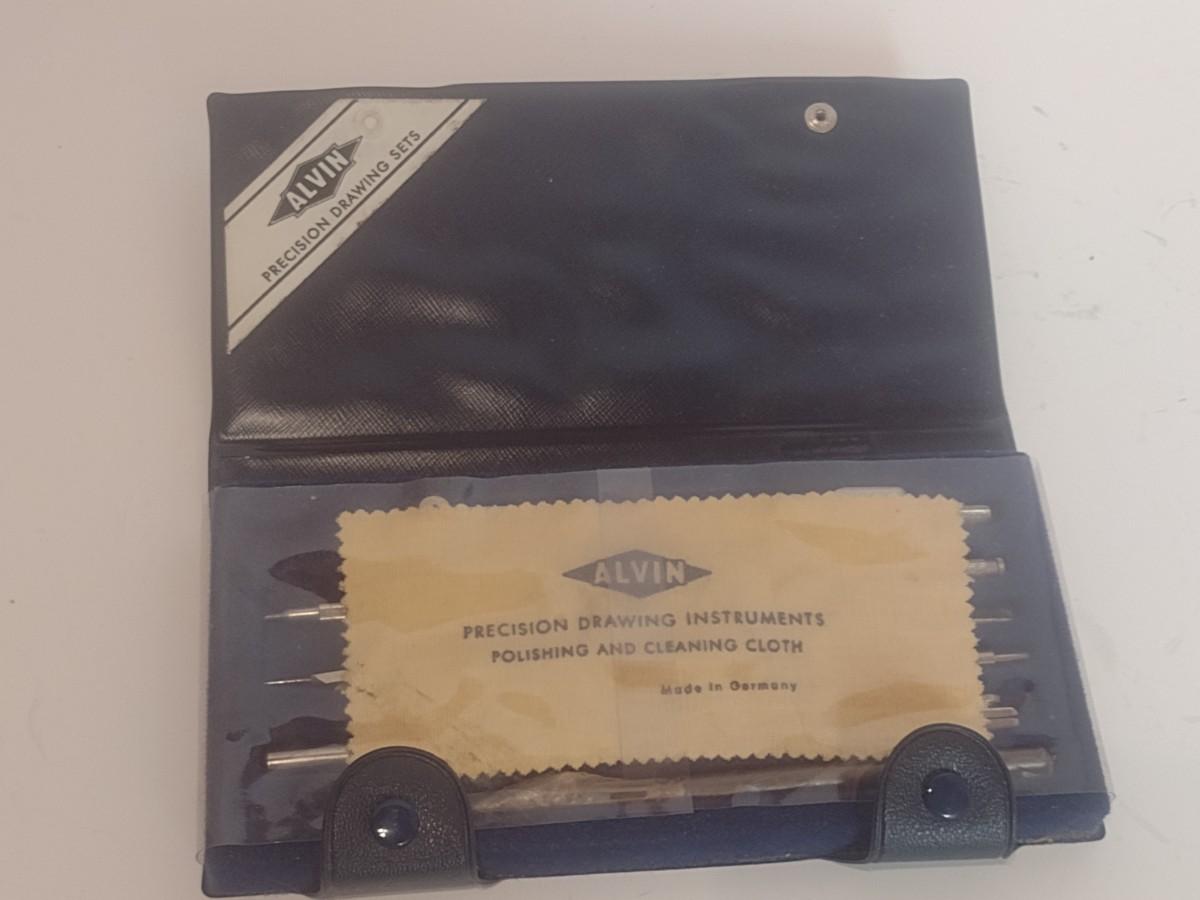 ALVIN
PRECISION DRAWING SETS
ALVIN
PRECISION DRAWING INSTRUMENTS
POLISHING AND CLEANING CLOTH
Made in Germany